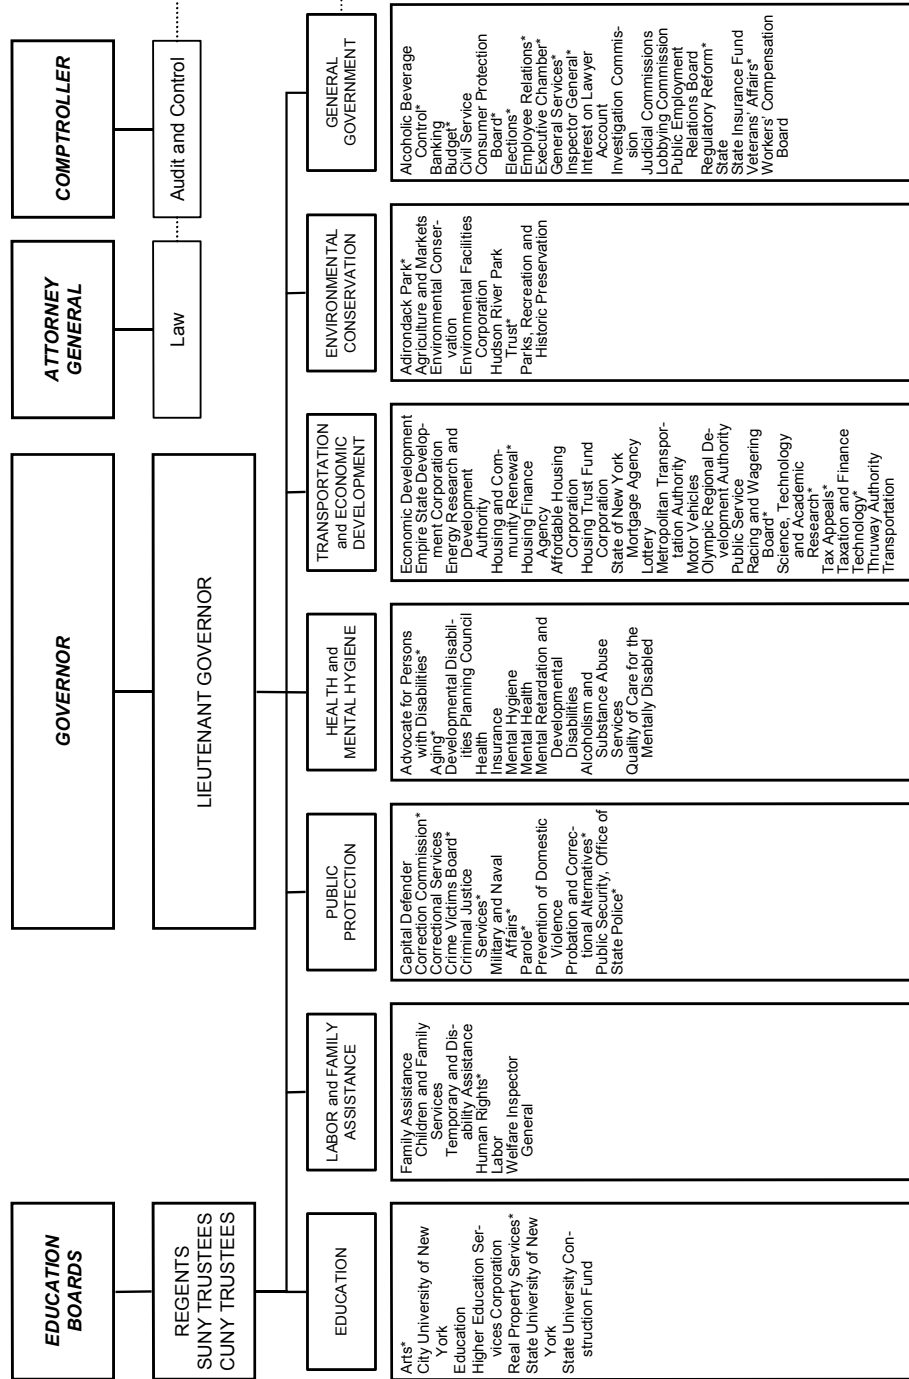 EDUCATION
BOARDS
GOVERNOR
ATTORNEY
GENERAL
COMPTROLLER
REGENTS
SUNY TRUSTEES
CUNY TRUSTEES
LIEUTENANT GOVERNOR
Law
Audit and Control
EDUCATION
LABOR and FAMILY
ASSISTANCE
PUBLIC
PROTECTION
HEALTH and
MENTAL HYGIENE
TRANSPORTATION
and ECONOMIC
DEVELOPMENT
ENVIRONMENTAL
CONSERVATION
GENERAL
GOVERNMENT
Arts*
City University of New
York
Education
Higher Education Ser-
vices Corporation
Real Property Services*
State University of New
York
State University Con-
struction Fund
Family Assistance
Children and Family
Services
Temporary and Dis-
ability Assistance
Human Rights*
Labor
Welfare Inspector
General
Capital Defender
Correction Commission*
Correctional Services
Crime Victims Board*
Criminal Justice
Services*
Military and Naval
Affairs*
Parole*
Prevention of Domestic
Violence
Probation and Correc-
tional Alternatives*
Public Security, Office of
State Police*
Advocate for Persons
with Disabilities*
Aging*
Developmental Disabil-
ities Planning Council
Health
Insurance
Mental Hygiene
Mental Health
Mental Retardation and
Developmental
Disabilities
Alcoholism and
Substance Abuse
Services
Quality of Care for the
Mentally Disabled
Economic Development
Empire State Develop-
ment Corporation
Energy Research and
Development
Authority
Housing and Com-
munity Renewal*
Housing Finance
Agency
Affordable Housing
Corporation
Housing Trust Fund
Corporation
State of New York
Mortgage Agency
Lottery
Metropolitan Transpor-
tation Authority
Motor Vehicles
Olympic Regional De-
velopment Authority
Public Service
Racing and Wagering
Board*
Science, Technology
and Academic
Research*
Tax Appeals*
Taxation and Finance
Technology*
Thruway Authority
Transportation
Adirondack Park*
Agriculture and Markets
Environmental Conser-
vation
Environmental Facilities
Corporation
Hudson River Park
Trust*
Parks, Recreation and
Historic Preservation
Alcoholic Beverage
Control*
Banking
Budget*
Civil Service
Consumer Protection
Board*
Elections*
Employee Relations*
Executive Chamber*
General Services*
Inspector General*
Interest on Lawyer
Account
Investigation Commis-
sion
Judicial Commissions
Lobbying Commission
Public Employment
Relations Board
Regulatory Reform*
State
State Insurance Fund
Veterans' Affairs*
Workers' Compensation
Board